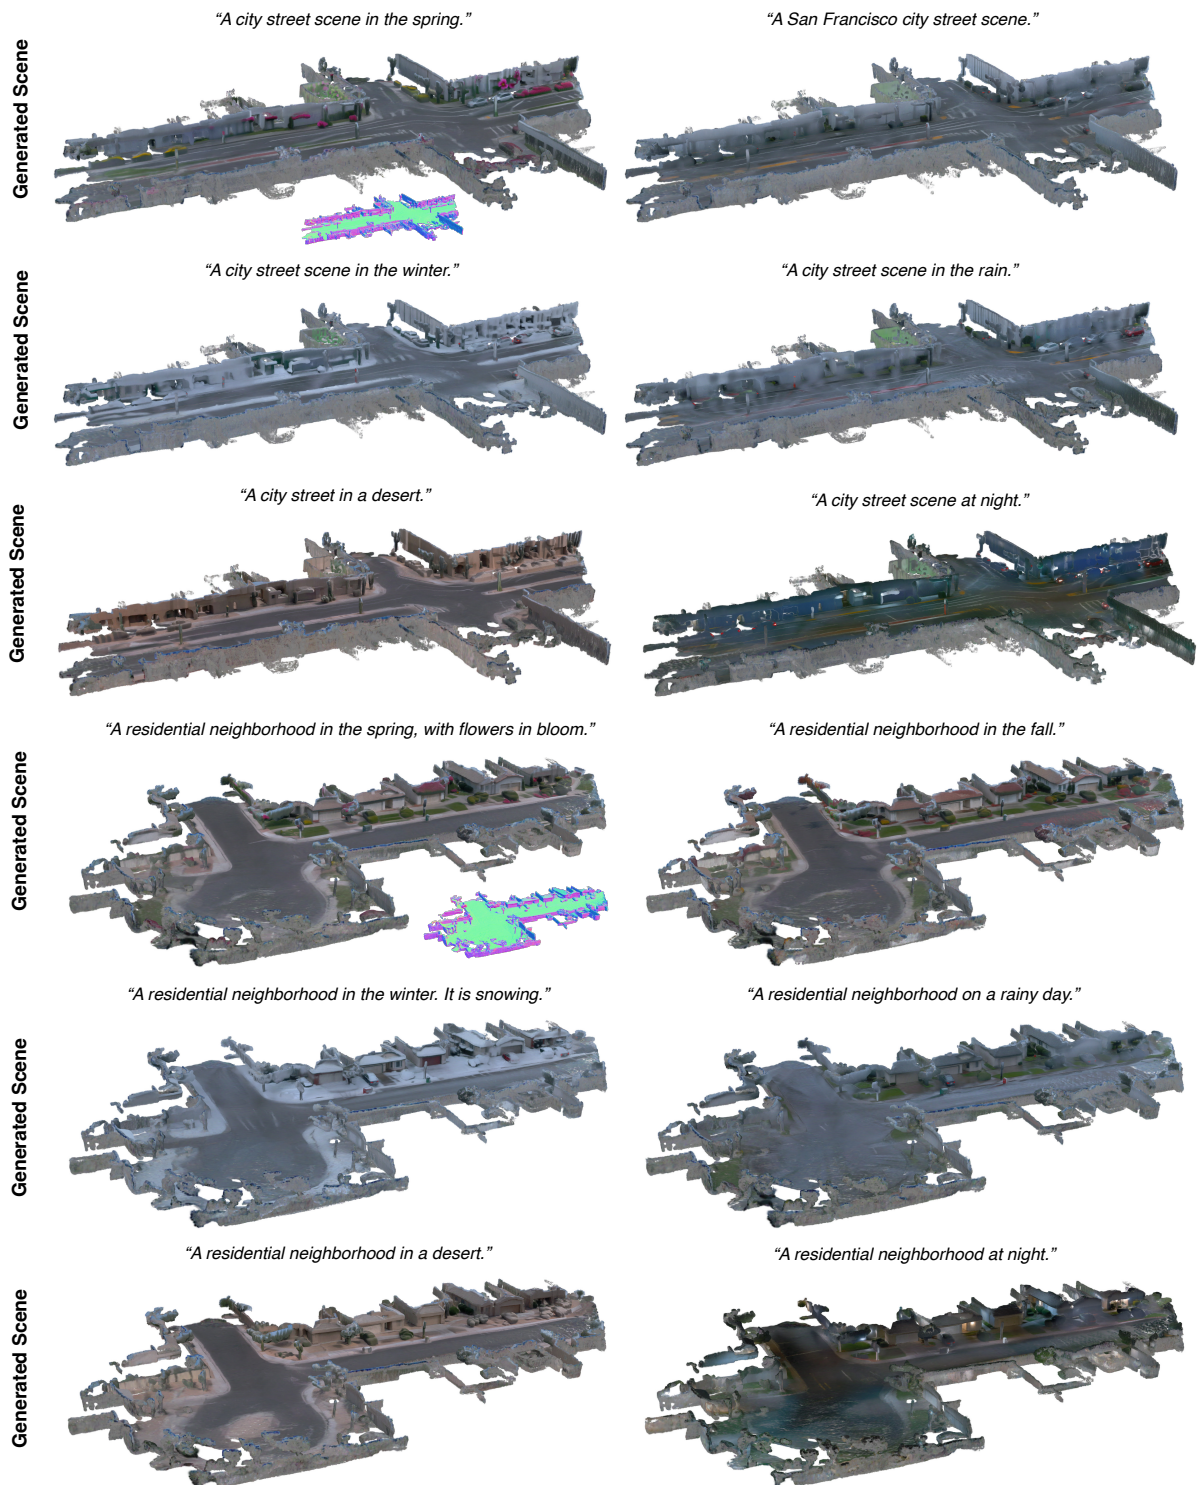 “A city street scene in the spring.”
“A San Francisco city street scene.”
Generated Scene
“A city street scene in the winter.”
“A city street scene in the rain.”
Generated Scene
“A city street in a desert.”
“A city street scene at night.”
Generated Scene
“A residential neighborhood in the spring, with flowers in bloom.”
“A residential neighborhood in the fall.”
Generated Scene
“A residential neighborhood in the winter. It is snowing.”
“A residential neighborhood on a rainy day.”
Generated Scene
“A residential neighborhood in a desert.”
“A residential neighborhood at night.”
Generated Scene